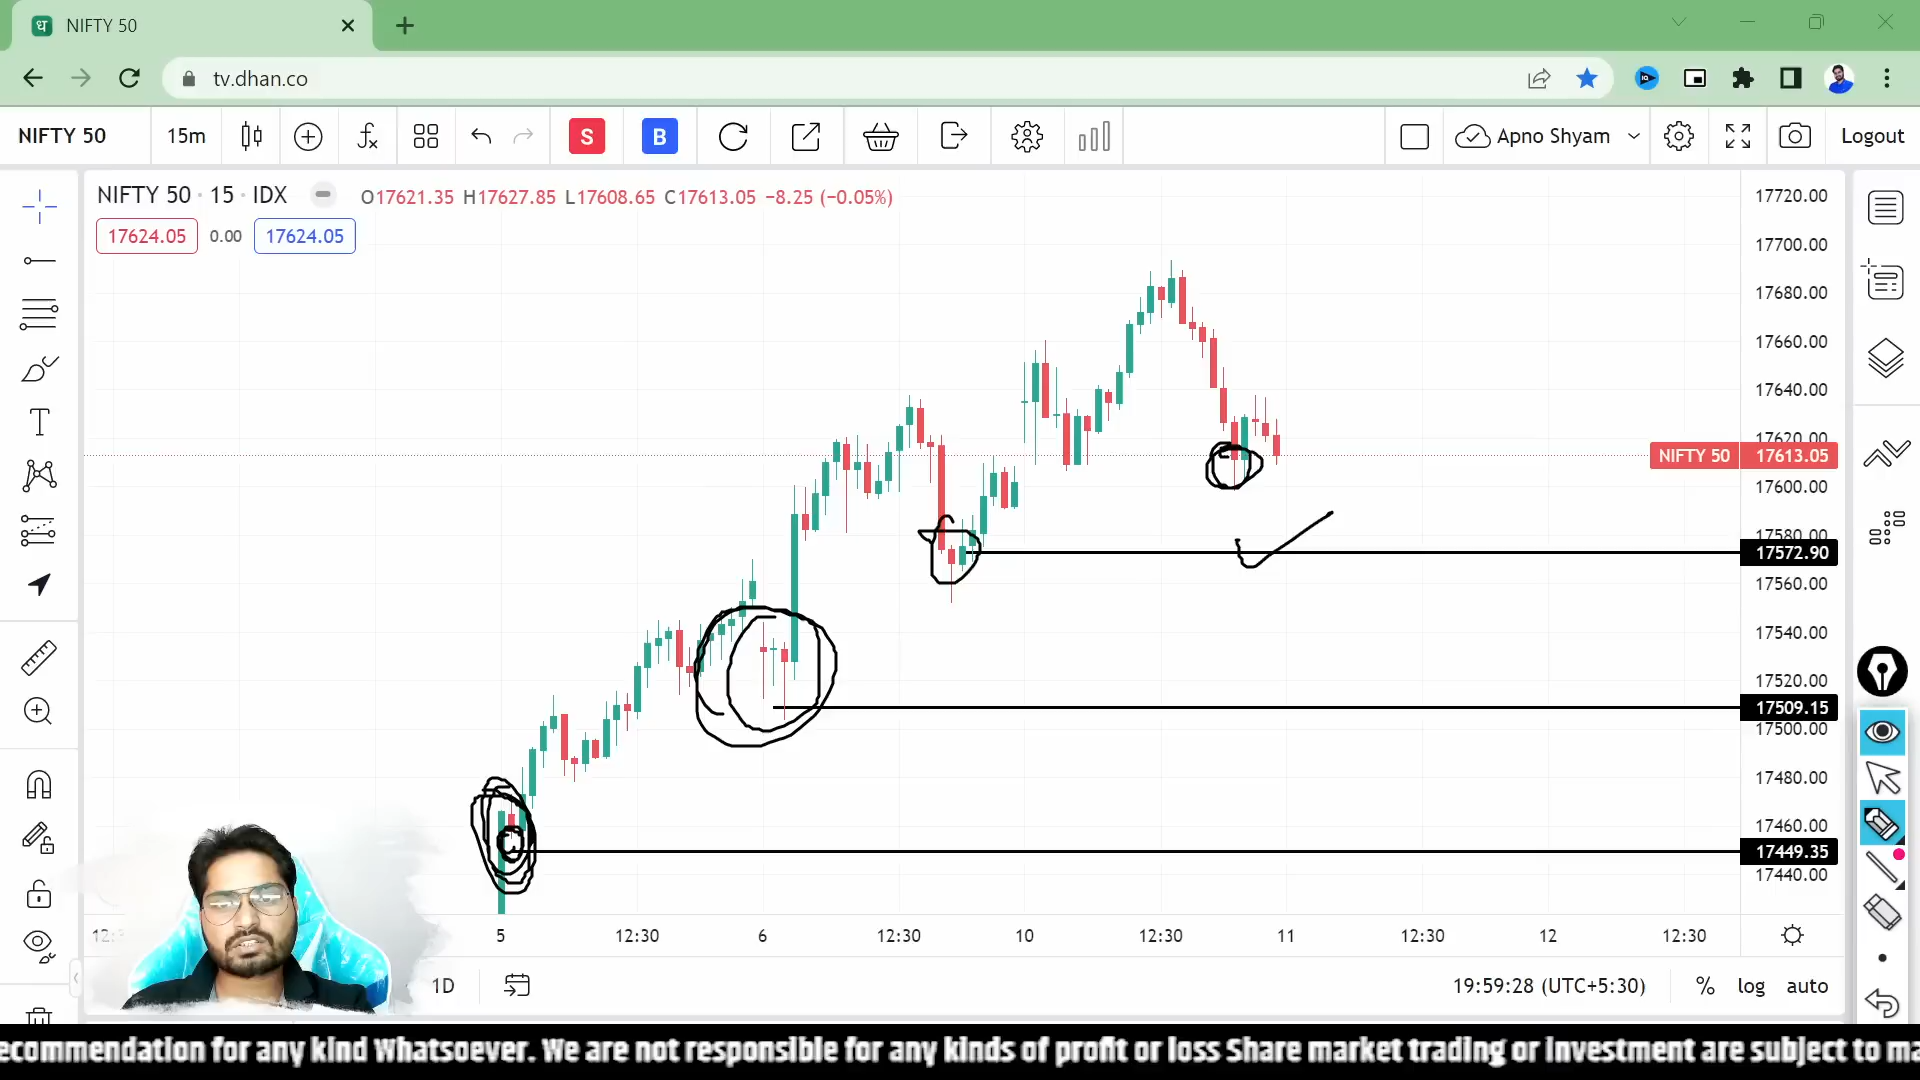 ध NIFTY 50
tv.dhan.co
NIFTY 50 15m fx S B Apno Shyam Logout
NIFTY 50 · 15 · IDX O17621.35 H17627.85 L17608.65 C17613.05 −8.25 (−0.05%)
17624.05 0.00 17624.05
17720.00
17700.00
17680.00
17660.00
17640.00
17620.00
NIFTY 50 17613.05
17600.00
17580.00
17572.90
17560.00
17540.00
17520.00
17509.15
17500.00
17480.00
17460.00
17449.35
17440.00
5 12:30 6 12:30 10 12:30 11 12:30 12 12:30
1D 19:59:28 (UTC+5:30) % log auto
ecommendation for any kind Whatsoever. We are not responsible for any kinds of profit or loss Share market trading or investment are subject to ma